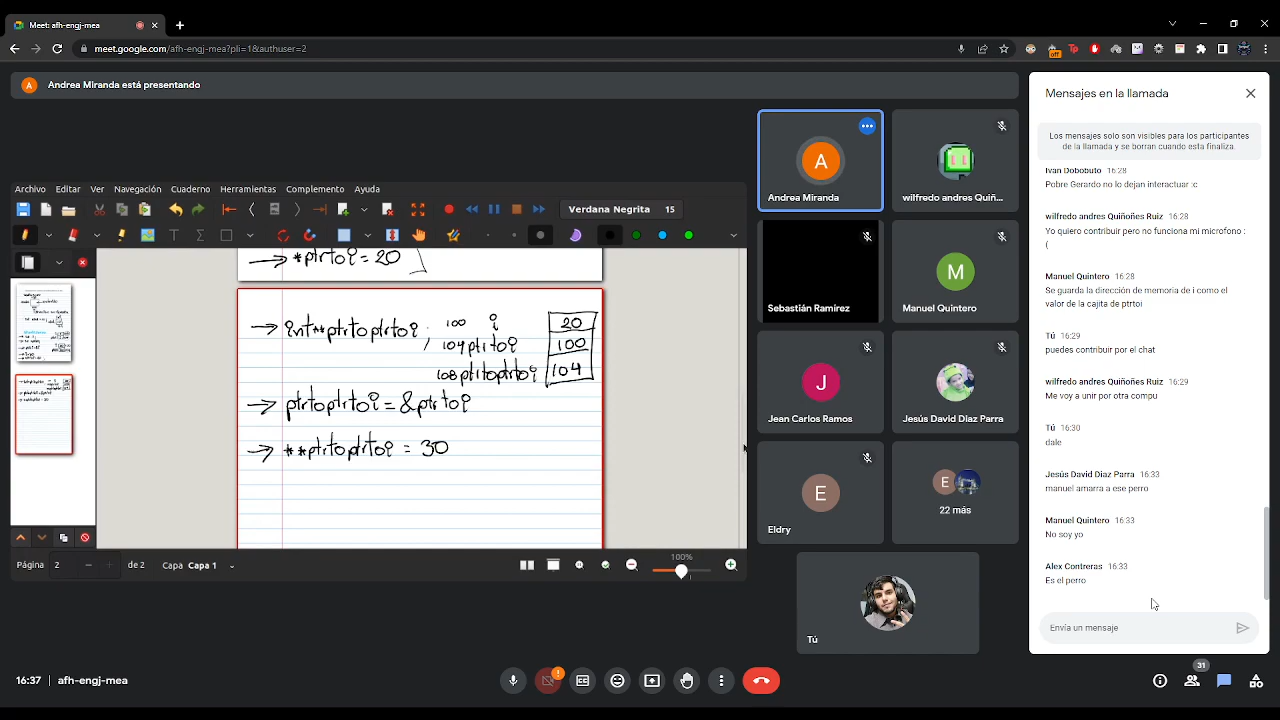 Meet: afh-engj-mea
meet.google.com/afh-engj-mea?pli=1&authuser=2
off
Tp
A
Andrea Miranda está presentando
Archivo Editar Ver Navegación Cuaderno Herramientas Complemento Ayuda
Verdana Negrita 15
→ *ptrtoi = 20
→ int**ptrtoptrtoi ;
100 i 20
104 ptrtoi 100
108 ptrtoptrtoi 104
→ ptrtoptrtoi = &ptrtoi
→ **ptrtoptrtoi = 30
Página 2 de 2 Capa Capa 1
100%
A
Andrea Miranda
wilfredo andres Quiñ...
Sebastián Ramírez
M
Manuel Quintero
J
Jean Carlos Ramos
Jesús David Diaz Parra
E
Eldry
E
22 más
Tú
Mensajes en la llamada
Los mensajes solo son visibles para los participantes
de la llamada y se borran cuando esta finaliza.
Ivan Dobobuto 16:28
Pobre Gerardo no lo dejan interactuar :c
wilfredo andres Quiñoñes Ruiz 16:28
Yo quiero contribuir pero no funciona mi microfono :
(
Manuel Quintero 16:28
Se guarda la dirección de memoria de i como el
valor de la cajita de ptrtoi
Tú 16:29
puedes contribuir por el chat
wilfredo andres Quiñoñes Ruiz 16:29
Me voy a unir por otra compu
Tú 16:30
dale
Jesús David Diaz Parra 16:33
manuel amarra a ese perro
Manuel Quintero 16:33
No soy yo
Alex Contreras 16:33
Es el perro
Envía un mensaje
16:37 afh-engj-mea
31